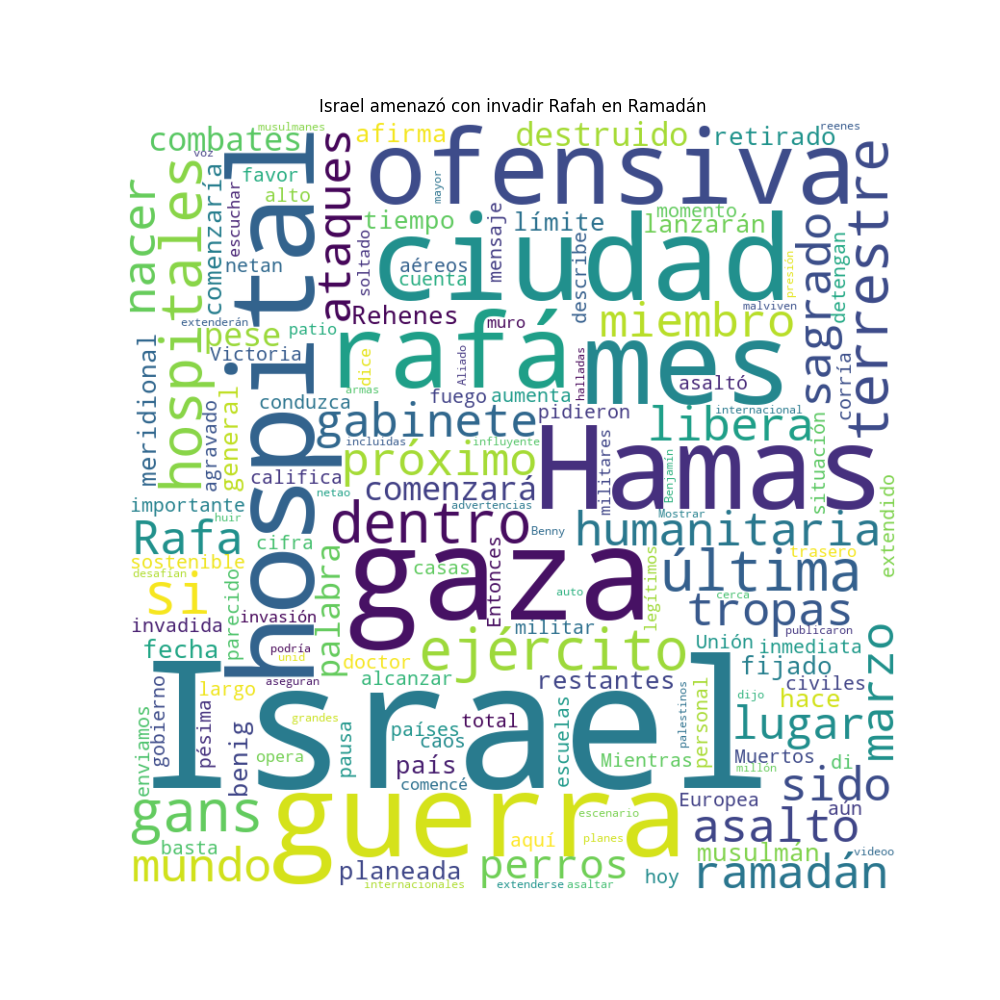 Israel amenazó con invadir Rafah en Ramadán
musulmanes
reenes
combates
voz
afirma
ofensiva
destruido
retirado
hospital
ataques
favor
alto
mayor
nacer
hospitales
comenzaría
escuchar
tiempo
mensaje
límite
momento
lanzarán
terrestre
ciudad
sagrado
netan
soltado
aéreos
cuenta
describe
presión
detengan
extenderán
patio
Rehenes
muro
malviven
pese
rafá
miembro
Victoria
dice
Aliado
halladas
mes
meridional
armas
fuego
aumenta
asaltó
corría
agravado
general
conduzca
gabinete
pidieron
libera
internacional
incluidas
influyente
califica
próximo
Hamas
militares
Benjamín
situación
netao
comenzará
importante
advertencias
Mostrar
extendido
huir
Rafa
cifra
dentro
Benny
humanitaria
sostenible
trasero
desafían
casas
Entonces
legítimos
última
si
parecido
palabra
gaza
auto
cerca
tropas
invadida
invasión
militar
publicaron
podría
ejército
Unión
inmediata
fecha
unid
doctor
fijado
marzo
aseguran
alcanzar
restantes
civiles
largo
Israel
personal
hace
gobierno
enviamos
pésima
grandes
total
países
caos
escuelas
palestinos
dijo
lugar
benig
opera
pausa
país
Mientras
Muertos
di
millón
comencé
sido
gans
guerra
Europea
aún
escenario
asalto
basta
aquí
planes
musulmán
videoo
mundo
planeada
perros
hoy
ramadán
internacionales
extenderse
asaltar